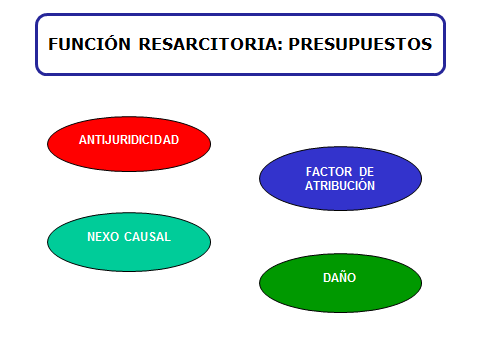 FUNCIÓN RESARCITORIA: PRESUPUESTOS
ANTIJURIDICIDAD
FACTOR DE
ATRIBUCIÓN
NEXO CAUSAL
DAÑO